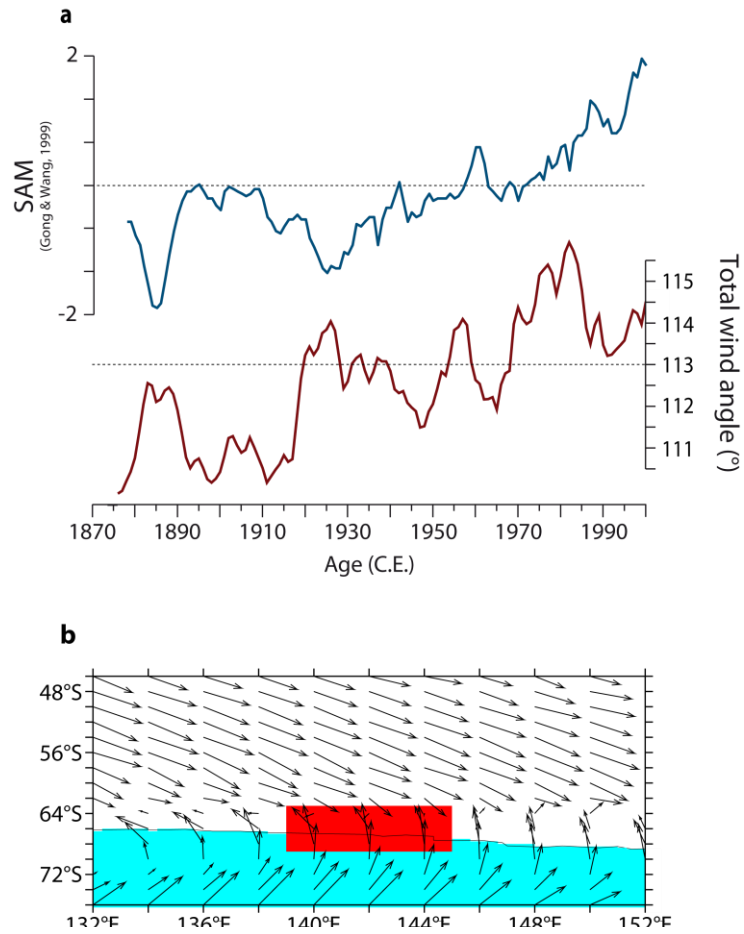 a
2
SAM
(Gong & Wang, 1999)
-2
115
114
113
112
111
Total wind angle (°)
1870 1890 1910 1930 1950 1970 1990
Age (C.E.)
b
48°S
56°S
64°S
72°S
132°E 136°E 140°E 144°E 148°E 152°E